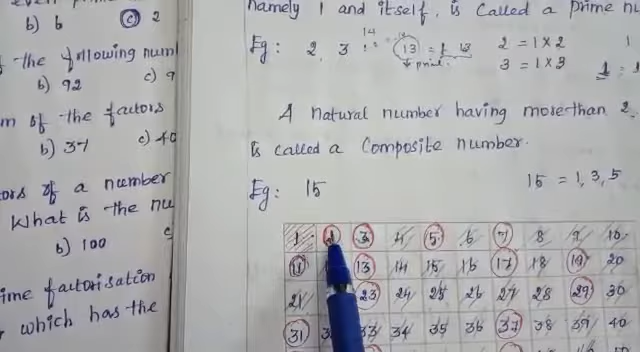 b) 6 c) 2
the following num
b) 92 c) 9
m of the factors
b) 37 c) 40
ors of a number
What is the nu
b) 100
ime factorisation
which has the
namely 1 and itself, is called a prime nu
Eg: 2, 3 13 2 = 1 x 2
3 = 1 x 3
A natural number having more than 2
is called a Composite number.
Eg: 15 15 = 1, 3, 5
1 3 4 5 6 7 8 9 10
11 13 14 15 16 17 18 19 20
21 23 24 25 26 27 28 29 30
31 33 34 35 36 37 38 39 40